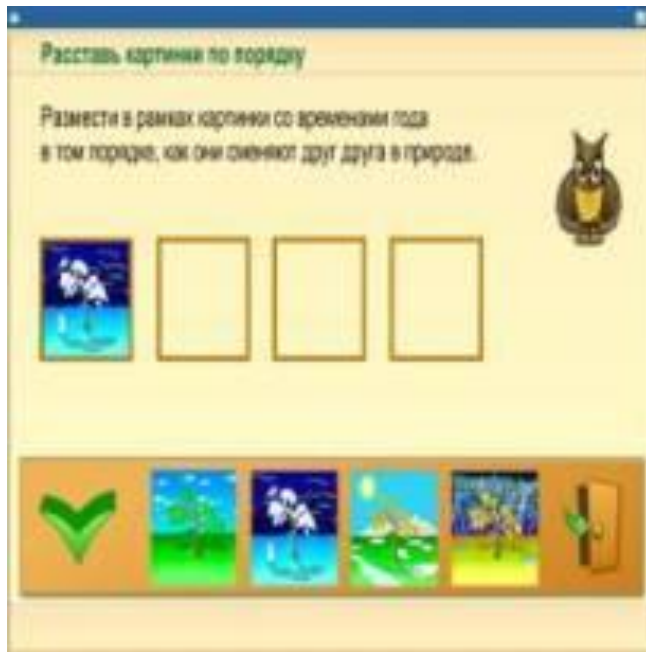 Расставь картинки по порядку
Размести в рамках картинки со временами года
в том порядке, как они сменяют друг друга в природе.